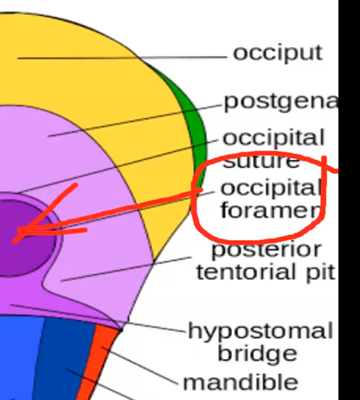 occiput
postgena
occipital
suture
occipital
foramen
posterior
tentorial pit
hypostomal
bridge
mandible